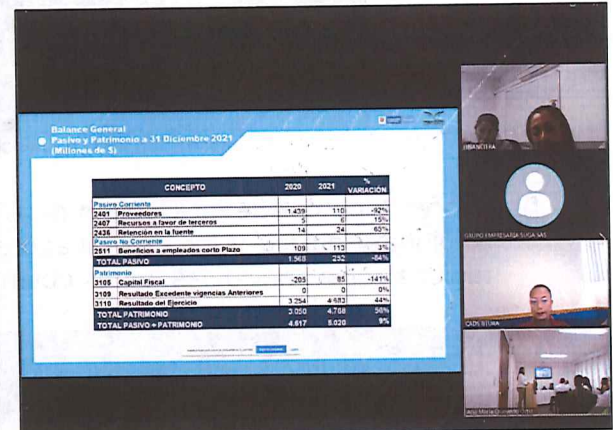 Balance General
Pasivo y Patrimonio a 31 Diciembre 2021
(Millones de $)
CONCEPTO 2020 2021 % VARIACIÓN
Pasivo Corriente
2401 Proveedores 1.439 110 -92%
2407 Recursos a favor de terceros 5 6 15%
2436 Retención en la fuente 14 24 65%
Pasivo No Corriente
2511 Beneficios a empleados corto Plazo 109 113 3%
TOTAL PASIVO 1.568 252 -84%
Patrimonio
3105 Capital Fiscal -205 85 -141%
3109 Resultado Excedente vigencias Anteriores 0 0 0%
3110 Resultado del Ejercicio 3.254 4.683 44%
TOTAL PATRIMONIO 3.050 4.768 56%
TOTAL PASIVO + PATRIMONIO 4.617 5.020 9%
FINANCIERA
GRUPO EMPRESARIA SUGA SAS